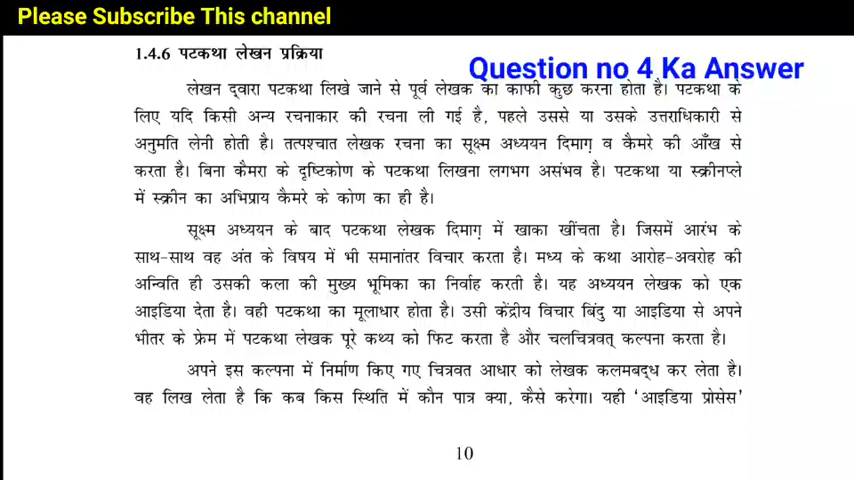 Please Subscribe This channel
1.4.6 पटकथा लेखन प्रक्रिया
Question no 4 Ka Answer
लेखन द्वारा पटकथा लिखे जाने से पूर्व लेखक को काफी कुछ करना होता है। पटकथा के
लिए यदि किसी अन्य रचनाकार की रचना ली गई है, पहले उससे या उसके उत्तराधिकारी से
अनुमति लेनी होती है। तत्पश्चात लेखक रचना का सूक्ष्म अध्ययन दिमाग़ व कैमरे की आँख से
करता है। बिना कैमरा के दृष्टिकोण के पटकथा लिखना लगभग असंभव है। पटकथा या स्क्रीनप्ले
में स्क्रीन का अभिप्राय कैमरे के कोण का ही है।
सूक्ष्म अध्ययन के बाद पटकथा लेखक दिमाग़ में खाका खींचता है। जिसमें आरंभ के
साथ-साथ वह अंत के विषय में भी समानांतर विचार करता है। मध्य के कथा आरोह-अवरोह की
अन्विति ही उसकी कला की मुख्य भूमिका का निर्वाह करती है। यह अध्ययन लेखक को एक
आइडिया देता है। वही पटकथा का मूलाधार होता है। उसी केंद्रीय विचार बिंदु या आइडिया से अपने
भीतर के फ्रेम में पटकथा लेखक पूरे कथ्य को फिट करता है और चलचित्रवत् कल्पना करता है।
अपने इस कल्पना में निर्माण किए गए चित्रवत आधार को लेखक कलमबद्ध कर लेता है।
वह लिख लेता है कि कब किस स्थिति में कौन पात्र क्या, कैसे करेगा। यही ‘आइडिया प्रोसेस’
10